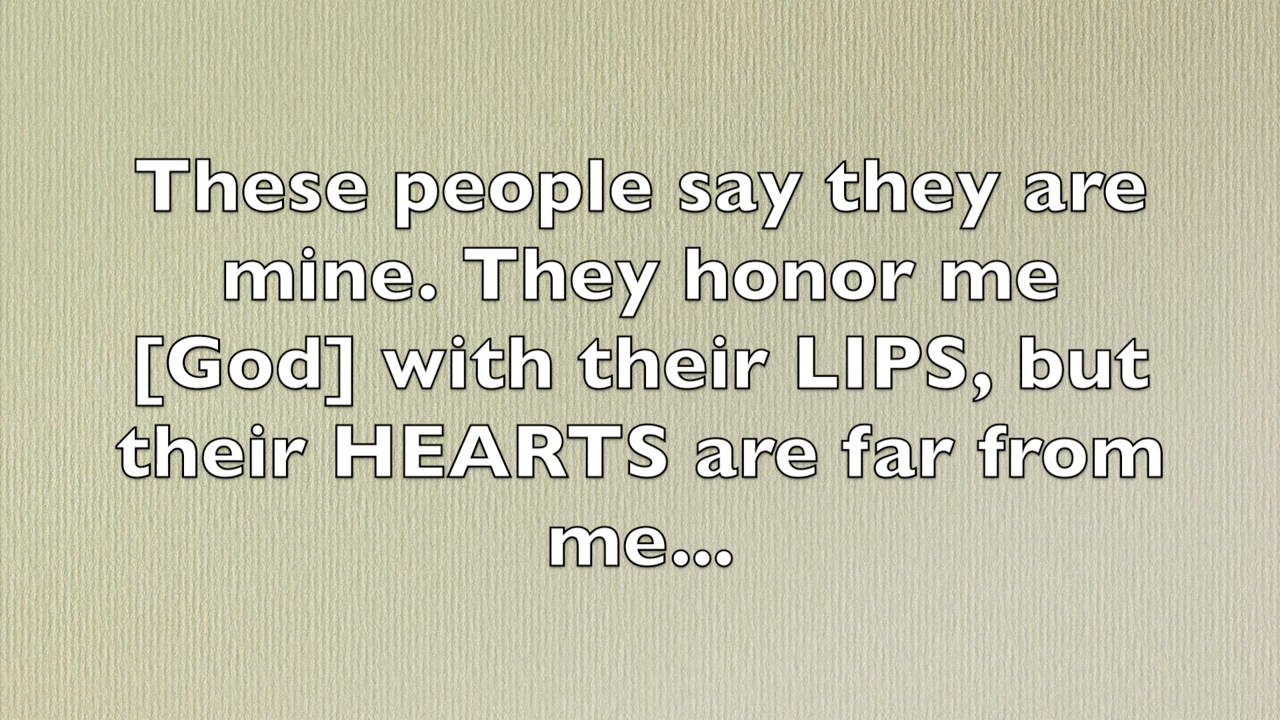 These people say they are
mine. They honor me
[God] with their LIPS, but
their HEARTS are far from
me...